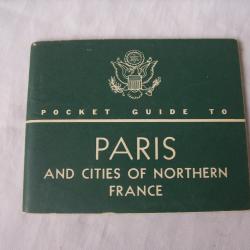 POCKET GUIDE TO
PARIS
AND CITIES OF NORTHERN
FRANCE